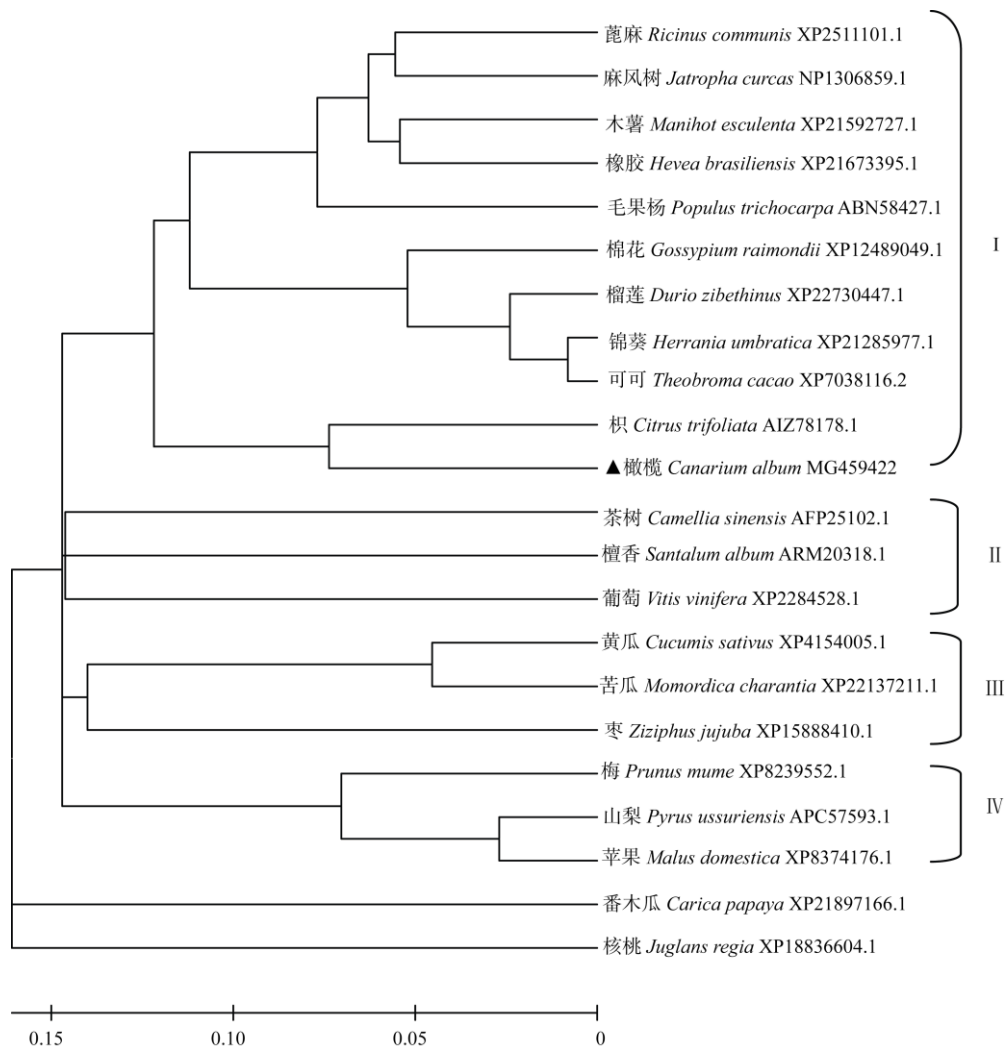 蓖麻 Ricinus communis XP2511101.1
麻风树 Jatropha curcas NP1306859.1
木薯 Manihot esculenta XP21592727.1
橡胶 Hevea brasiliensis XP21673395.1
毛果杨 Populus trichocarpa ABN58427.1
I
棉花 Gossypium raimondii XP12489049.1
榴莲 Durio zibethinus XP22730447.1
锦葵 Herrania umbratica XP21285977.1
可可 Theobroma cacao XP7038116.2
枳 Citrus trifoliata AIZ78178.1
▲橄榄 Canarium album MG459422
茶树 Camellia sinensis AFP25102.1
檀香 Santalum album ARM20318.1
II
葡萄 Vitis vinifera XP2284528.1
黄瓜 Cucumis sativus XP4154005.1
苦瓜 Momordica charantia XP22137211.1
III
枣 Ziziphus jujuba XP15888410.1
梅 Prunus mume XP8239552.1
IV
山梨 Pyrus ussuriensis APC57593.1
苹果 Malus domestica XP8374176.1
番木瓜 Carica papaya XP21897166.1
核桃 Juglans regia XP18836604.1
0.15 0.10 0.05 0